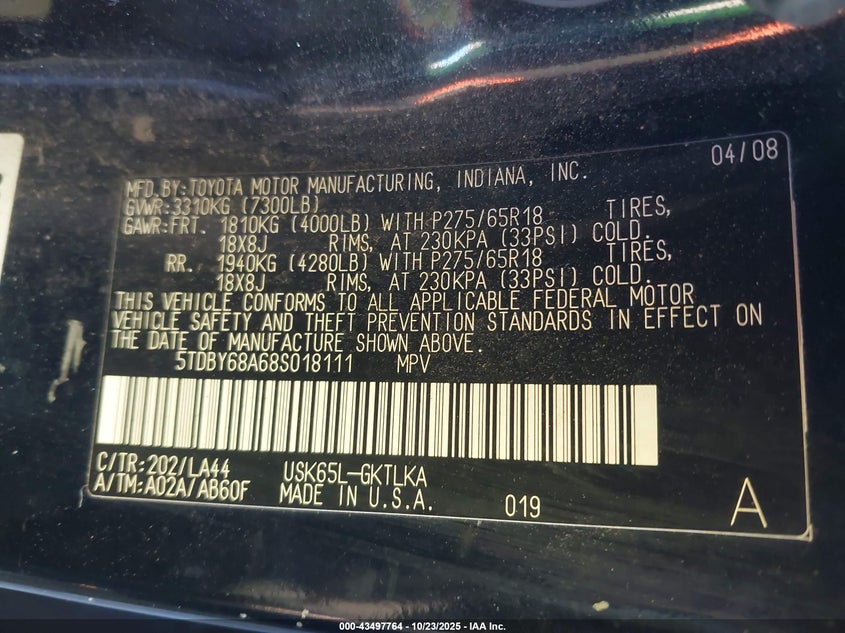 04/08
MFD.BY:TOYOTA MOTOR MANUFACTURING, INDIANA, INC.
GVWR:3310KG (7300LB)
GAWR:FRT. 1810KG (4000LB) WITH P275/65R18 TIRES,
18X8J RIMS, AT 230KPA (33PSI) COLD.
RR. 1940KG (4280LB) WITH P275/65R18 TIRES,
18X8J RIMS, AT 230KPA (33PSI) COLD.
THIS VEHICLE CONFORMS TO ALL APPLICABLE FEDERAL MOTOR
VEHICLE SAFETY AND THEFT PREVENTION STANDARDS IN EFFECT ON
THE DATE OF MANUFACTURE SHOWN ABOVE.
5TDBY68A68S018111 MPV
C/TR:202/LA44 USK65L-GKTLKA
A/TM:A02A/AB60F MADE IN U.S.A. 019 A
000-43497764 - 10/23/2025 - IAA Inc.